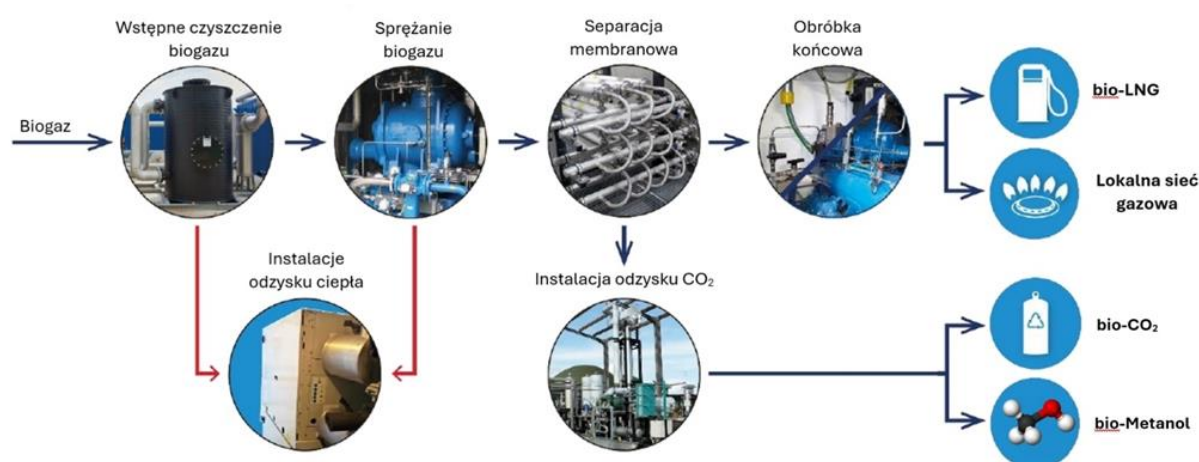 Wstępne czyszczenie
biogazu
Sprężanie
biogazu
Separacja
membranowa
Obróbka
końcowa
Biogaz
bio-LNG
Lokalna sieć
gazowa
Instalacje
odzysku ciepła
Instalacja odzysku CO₂
bio-CO₂
bio-Metanol